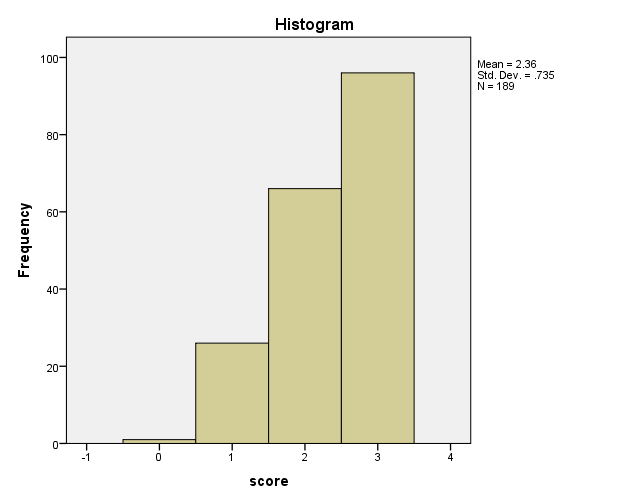 Histogram
Mean = 2.36
Std. Dev. = .735
N = 189
Frequency
100
80
60
40
20
0
-1 0 1 2 3 4
score